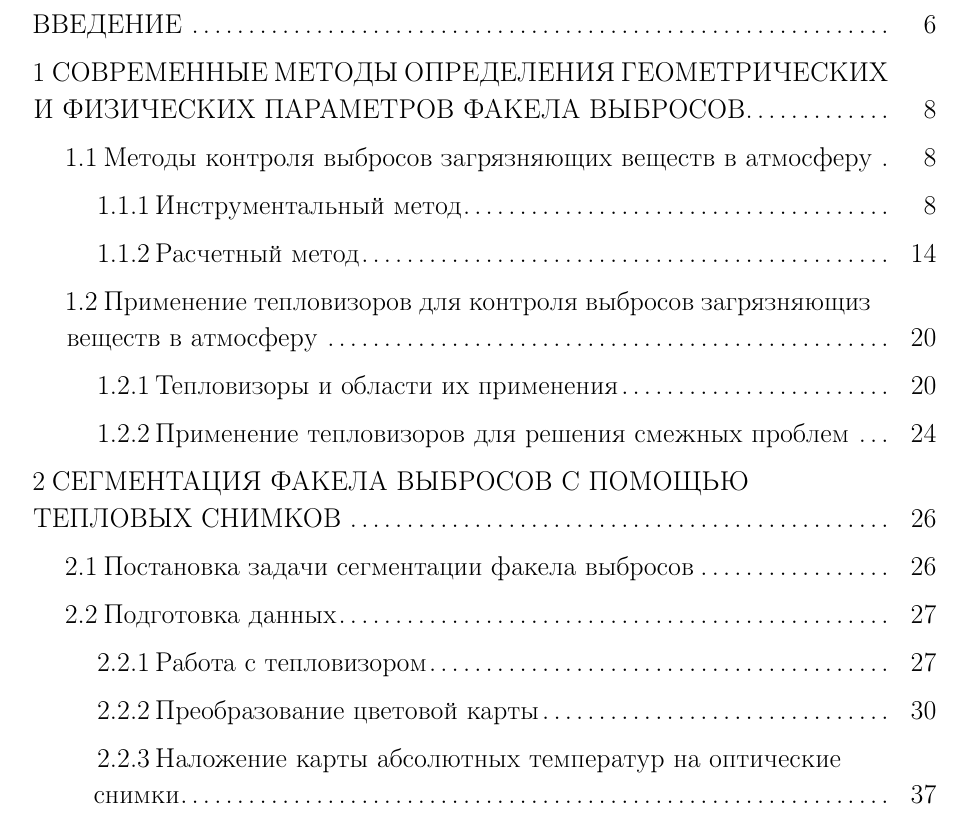 ВВЕДЕНИЕ ............................................................... 6
1 СОВРЕМЕННЫЕ МЕТОДЫ ОПРЕДЕЛЕНИЯ ГЕОМЕТРИЧЕСКИХ
И ФИЗИЧЕСКИХ ПАРАМЕТРОВ ФАКЕЛА ВЫБРОСОВ............. 8
1.1 Методы контроля выбросов загрязняющих веществ в атмосферу . 8
1.1.1 Инструментальный метод...................................... 8
1.1.2 Расчетный метод............................................... 14
1.2 Применение тепловизоров для контроля выбросов загрязняющиз
веществ в атмосферу .................................................. 20
1.2.1 Тепловизоры и области их применения........................ 20
1.2.2 Применение тепловизоров для решения смежных проблем ... 24
2 СЕГМЕНТАЦИЯ ФАКЕЛА ВЫБРОСОВ С ПОМОЩЬЮ
ТЕПЛОВЫХ СНИМКОВ ................................................ 26
2.1 Постановка задачи сегментации факела выбросов ................. 26
2.2 Подготовка данных................................................. 27
2.2.1 Работа с тепловизором......................................... 27
2.2.2 Преобразование цветовой карты............................... 30
2.2.3 Наложение карты абсолютных температур на оптические
снимки............................................................... 37